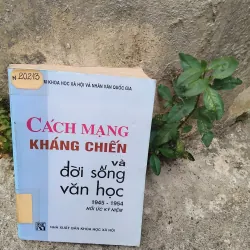 N 20213
M KHOA HỌC XÃ HỘI VÀ NHÂN VĂN QUỐC GIA
CÁCH MẠNG
KHÁNG CHIẾN
và
đời sống
văn học
1945 - 1954
HỒI ỨC KỶ NIỆM
NHÀ XUẤT BẢN KHOA HỌC XÃ HỘI